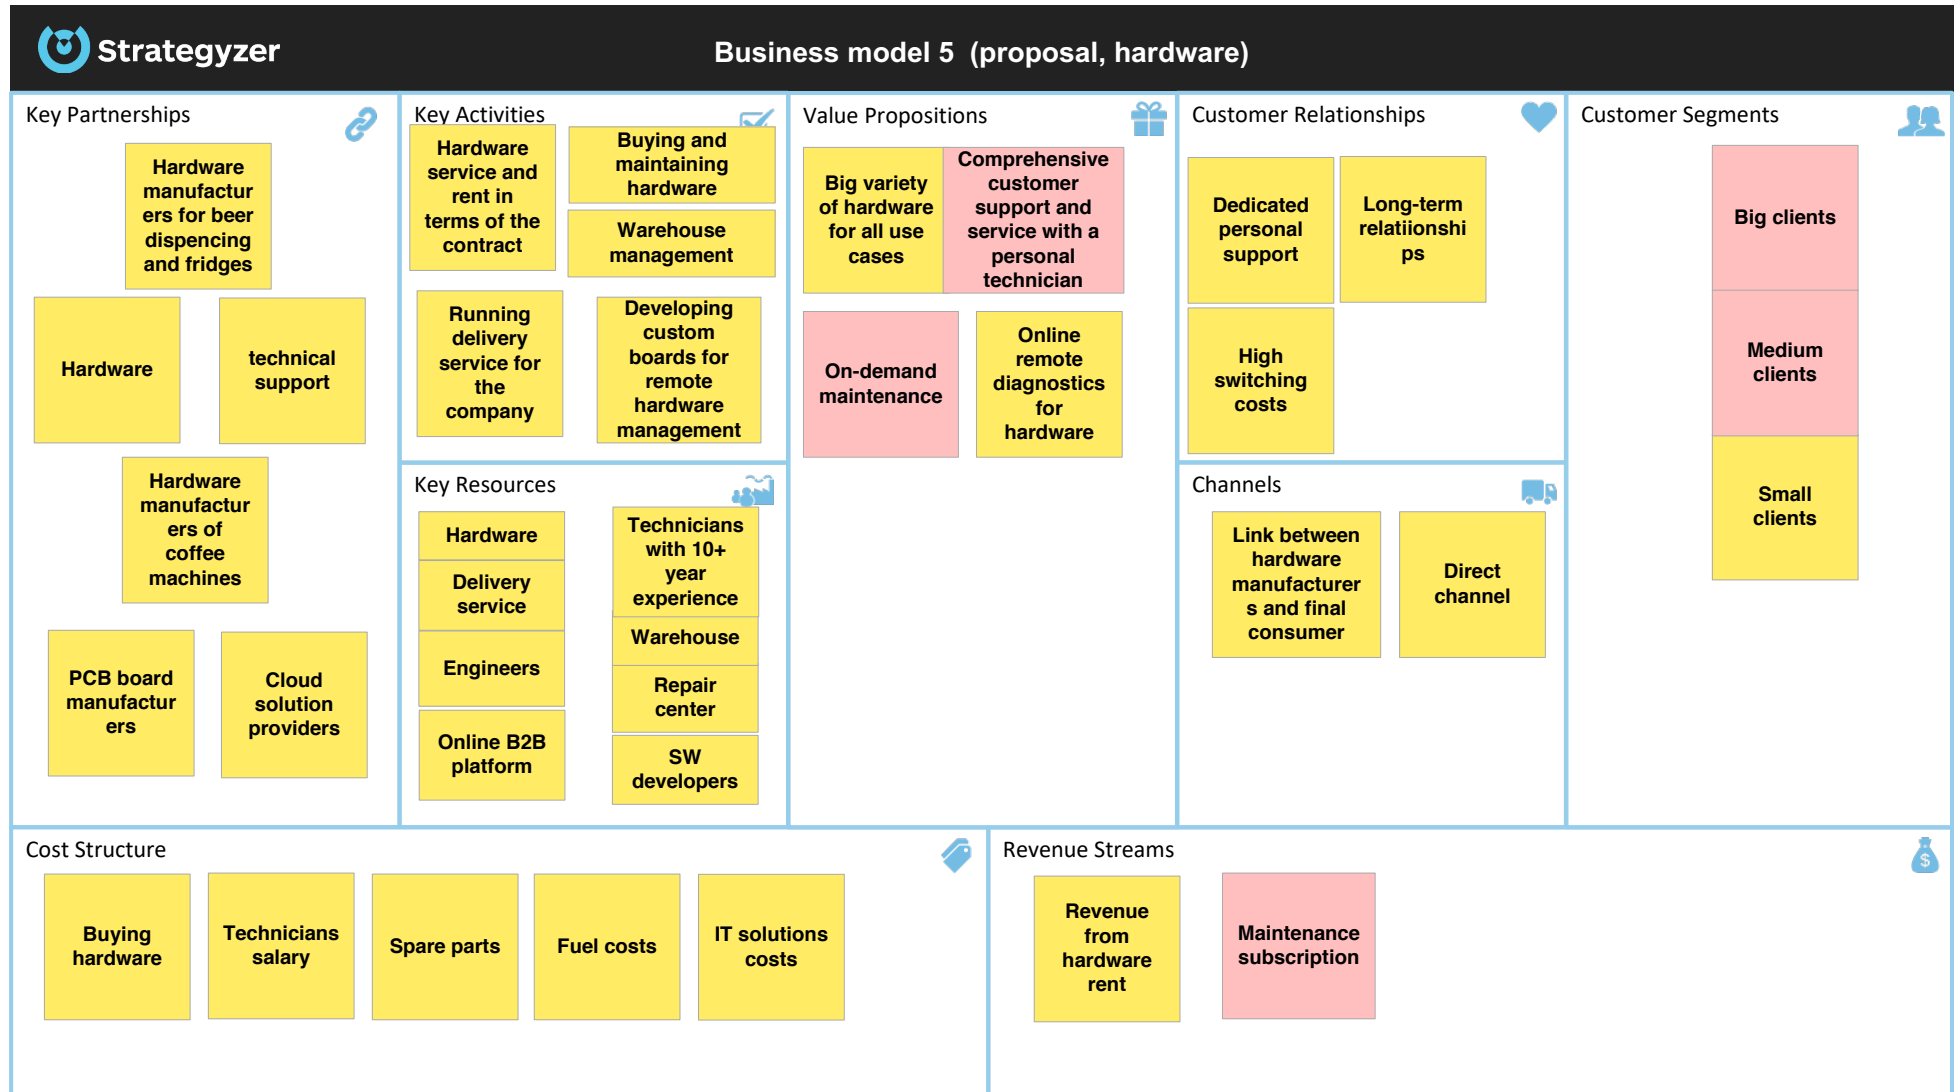 Strategyzer
Business model 5  (proposal, hardware)
Key Partnerships
Hardware
manufactur
ers for beer
dispencing
and fridges
Hardware
technical
support
Hardware
manufactur
ers of
coffee
machines
PCB board
manufactur
ers
Cloud
solution
providers
Key Activities
Hardware
service and
rent in
terms of the
contract
Buying and
maintaining
hardware
Warehouse
management
Running
delivery
service for
the
company
Developing
custom
boards for
remote
hardware
management
Key Resources
Hardware
Delivery
service
Engineers
Online B2B
platform
Technicians
with 10+
year
experience
Warehouse
Repair
center
SW
developers
Value Propositions
Big variety
of hardware
for all use
cases
Comprehensive
customer
support and
service with a
personal
technician
On-demand
maintenance
Online
remote
diagnostics
for
hardware
Customer Relationships
Dedicated
personal
support
Long-term
relatiionshi
ps
High
switching
costs
Channels
Link between
hardware
manufacturer
s and final
consumer
Direct
channel
Customer Segments
Big clients
Medium
clients
Small
clients
Cost Structure
Buying
hardware
Technicians
salary
Spare parts
Fuel costs
IT solutions
costs
Revenue Streams
$
Revenue
from
hardware
rent
Maintenance
subscription